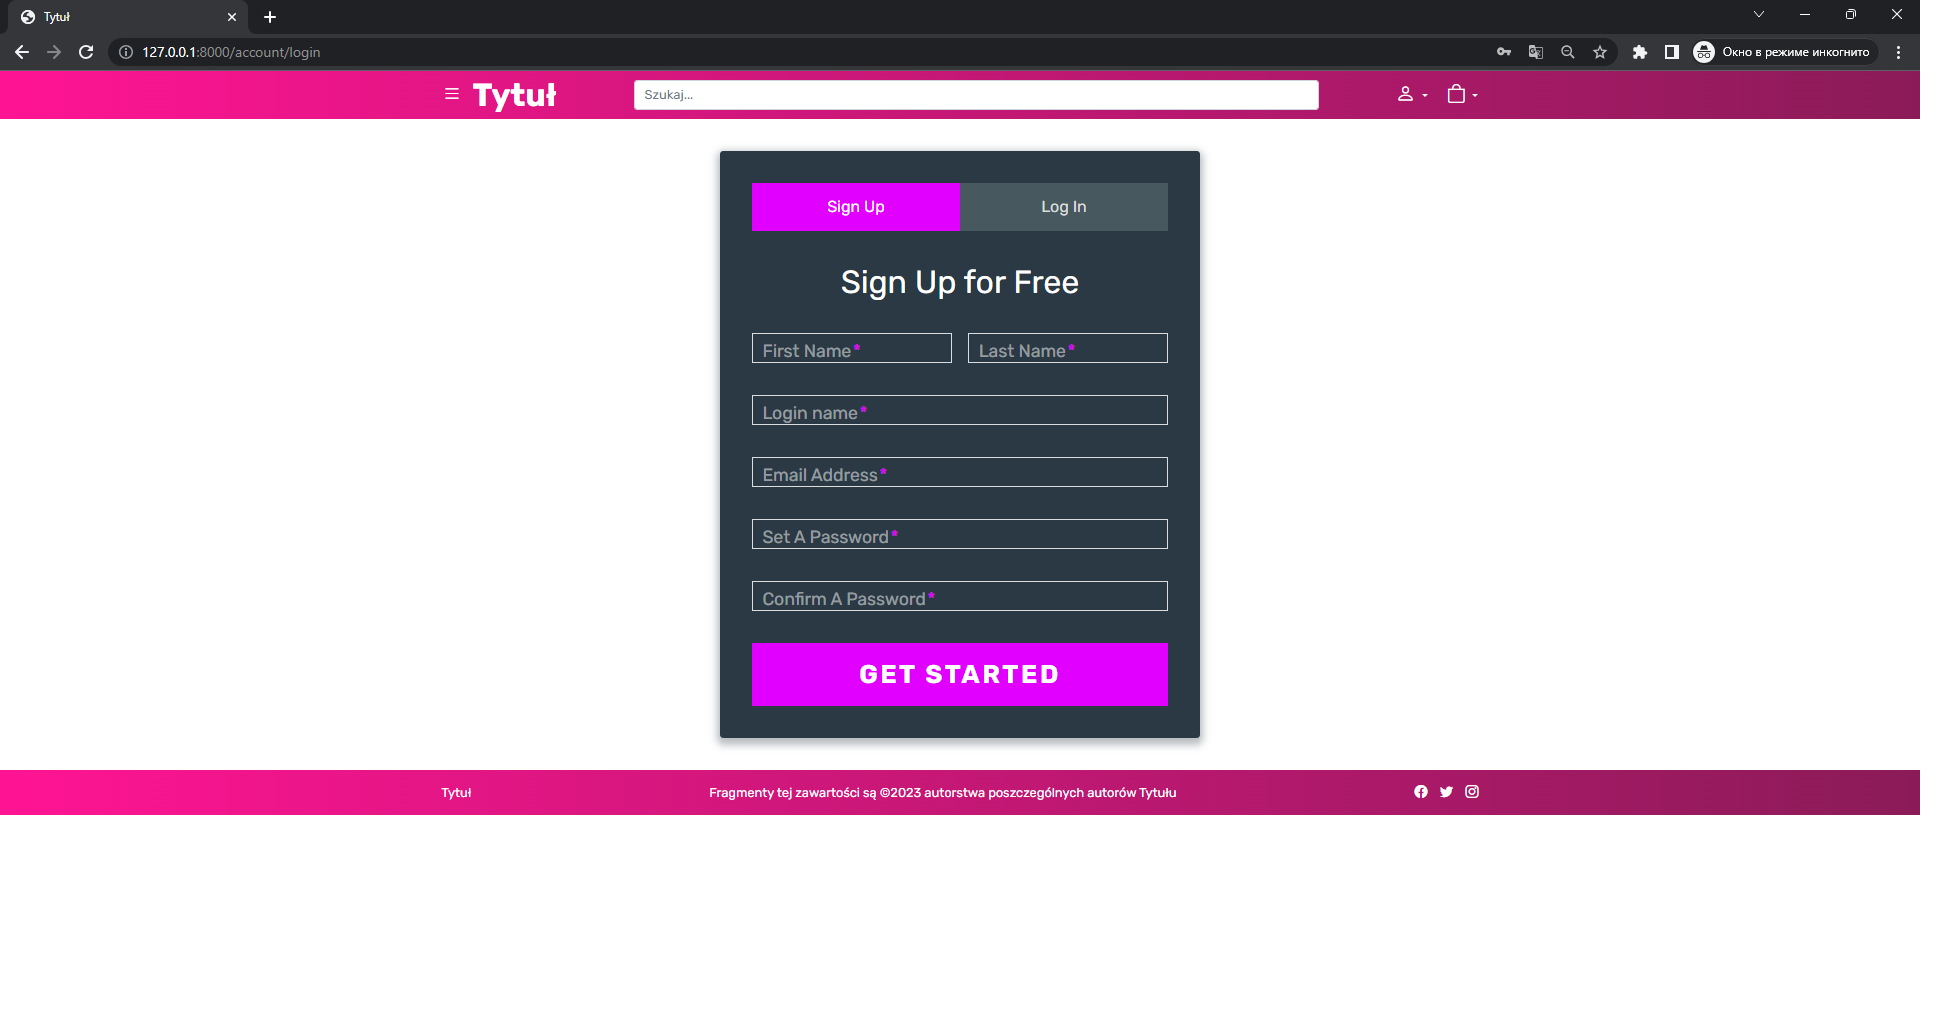 Tytuł
127.0.0.1:8000/account/login
Окно в режиме инкогнито
Tytuł
Szukaj...
Sign Up
Log In
Sign Up for Free
First Name*
Last Name*
Login name*
Email Address*
Set A Password*
Confirm A Password*
GET STARTED
Tytuł
Fragmenty tej zawartości są ©2023 autorstwa poszczególnych autorów Tytułu